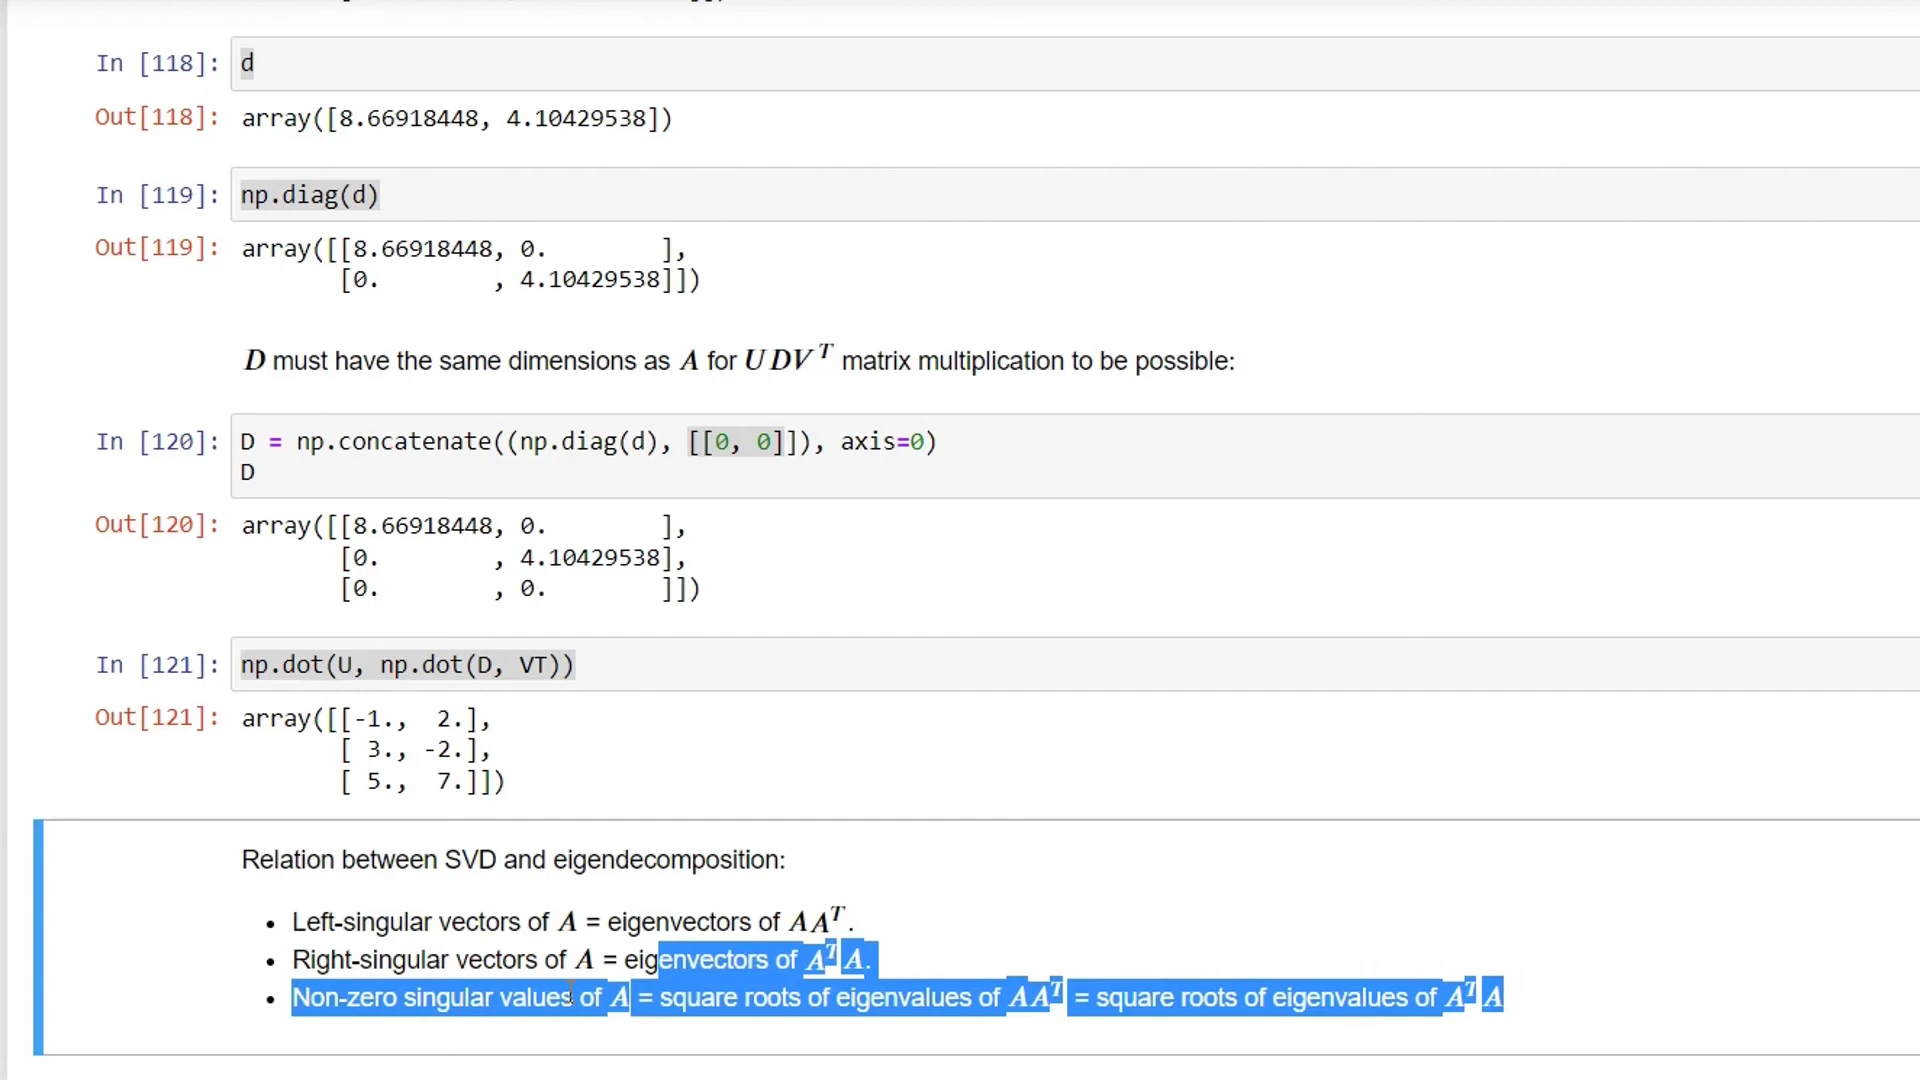 In [118]: d
Out[118]: array([8.66918448, 4.10429538])
In [119]: np.diag(d)
Out[119]: array([[8.66918448, 0.        ],
       [0.        , 4.10429538]])
D must have the same dimensions as A for UDV^T matrix multiplication to be possible:
In [120]: D = np.concatenate((np.diag(d), [[0, 0]]), axis=0)
D
Out[120]: array([[8.66918448, 0.        ],
       [0.        , 4.10429538],
       [0.        , 0.        ]])
In [121]: np.dot(U, np.dot(D, VT))
Out[121]: array([[-1.,  2.],
       [ 3., -2.],
       [ 5.,  7.]])
Relation between SVD and eigendecomposition:
• Left-singular vectors of A = eigenvectors of AA^T.
• Right-singular vectors of A = eigenvectors of A^T A.
• Non-zero singular values of A = square roots of eigenvalues of AA^T = square roots of eigenvalues of A^T A